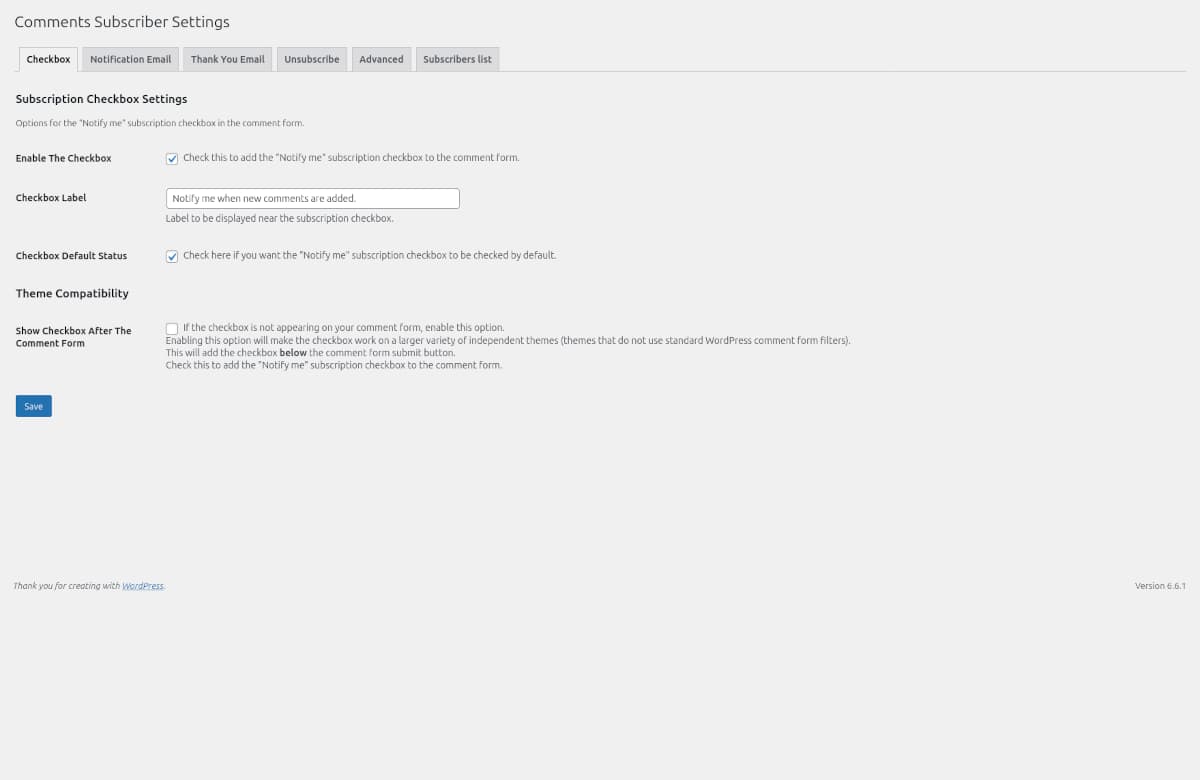 Comments Subscriber Settings
Checkbox
Notification Email
Thank You Email
Unsubscribe
Advanced
Subscribers list
Subscription Checkbox Settings
Options for the "Notify me" subscription checkbox in the comment form.
Enable The Checkbox
Check this to add the "Notify me" subscription checkbox to the comment form.
Checkbox Label
Notify me when new comments are added.
Label to be displayed near the subscription checkbox.
Checkbox Default Status
Check here if you want the "Notify me" subscription checkbox to be checked by default.
Theme Compatibility
Show Checkbox After The
Comment Form
If the checkbox is not appearing on your comment form, enable this option.
Enabling this option will make the checkbox work on a larger variety of independent themes (themes that do not use standard WordPress comment form filters).
This will add the checkbox below the comment form submit button.
Check this to add the "Notify me" subscription checkbox to the comment form.
Save
Thank you for creating with WordPress.
Version 6.6.1